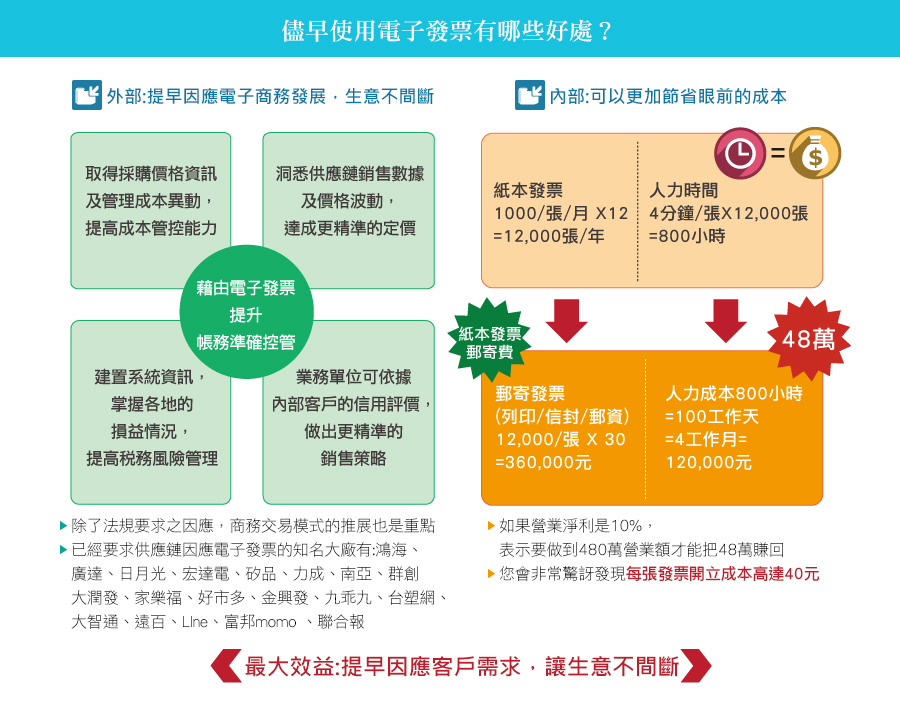 儘早使用電子發票有哪些好處？
外部:提早因應電子商務發展，生意不間斷
取得採購價格資訊
及管理成本異動，
提高成本管控能力
洞悉供應鏈銷售數據
及價格波動，
達成更精準的定價
藉由電子發票
提升
帳務準確控管
建置系統資訊，
掌握各地的
損益情況，
提高税務風險管理
業務單位可依據
內部客戶的信用評價，
做出更精準的
銷售策略
除了法規要求之因應，商務交易模式的推展也是重點
已經要求供應鏈因應電子發票的知名大廠有:鴻海、
廣達、日月光、宏達電、矽品、力成、南亞、群創
大潤發、家樂福、好市多、金興發、九乖九、台塑網、
大智通、遠百、LIne、富邦momo 、聯合報
內部:可以更加節省眼前的成本
$
=
紙本發票
1000/張/月 X12
=12,000張/年
人力時間
4分鐘/張X12,000張
=800小時
紙本發票
郵寄費
48萬
郵寄發票
(列印/信封/郵資)
12,000/張 X 30
=360,000元
人力成本800小時
=100工作天
=4工作月=
120,000元
如果營業淨利是10%，
表示要做到480萬營業額才能把48萬賺回
您會非常驚訝發現每張發票開立成本高達40元
最大效益:提早因應客戶需求，讓生意不間斷